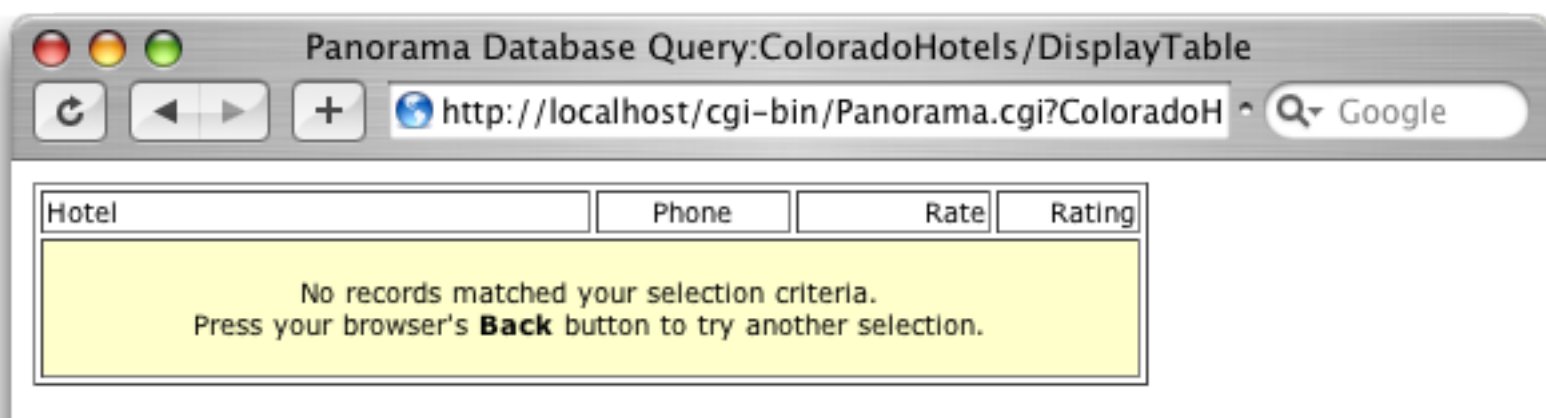 Panorama Database Query:ColoradoHotels/DisplayTable
http://localhost/cgi-bin/Panorama.cgi?ColoradoH Google
Hotel Phone Rate Rating
No records matched your selection criteria.
Press your browser's Back button to try another selection.